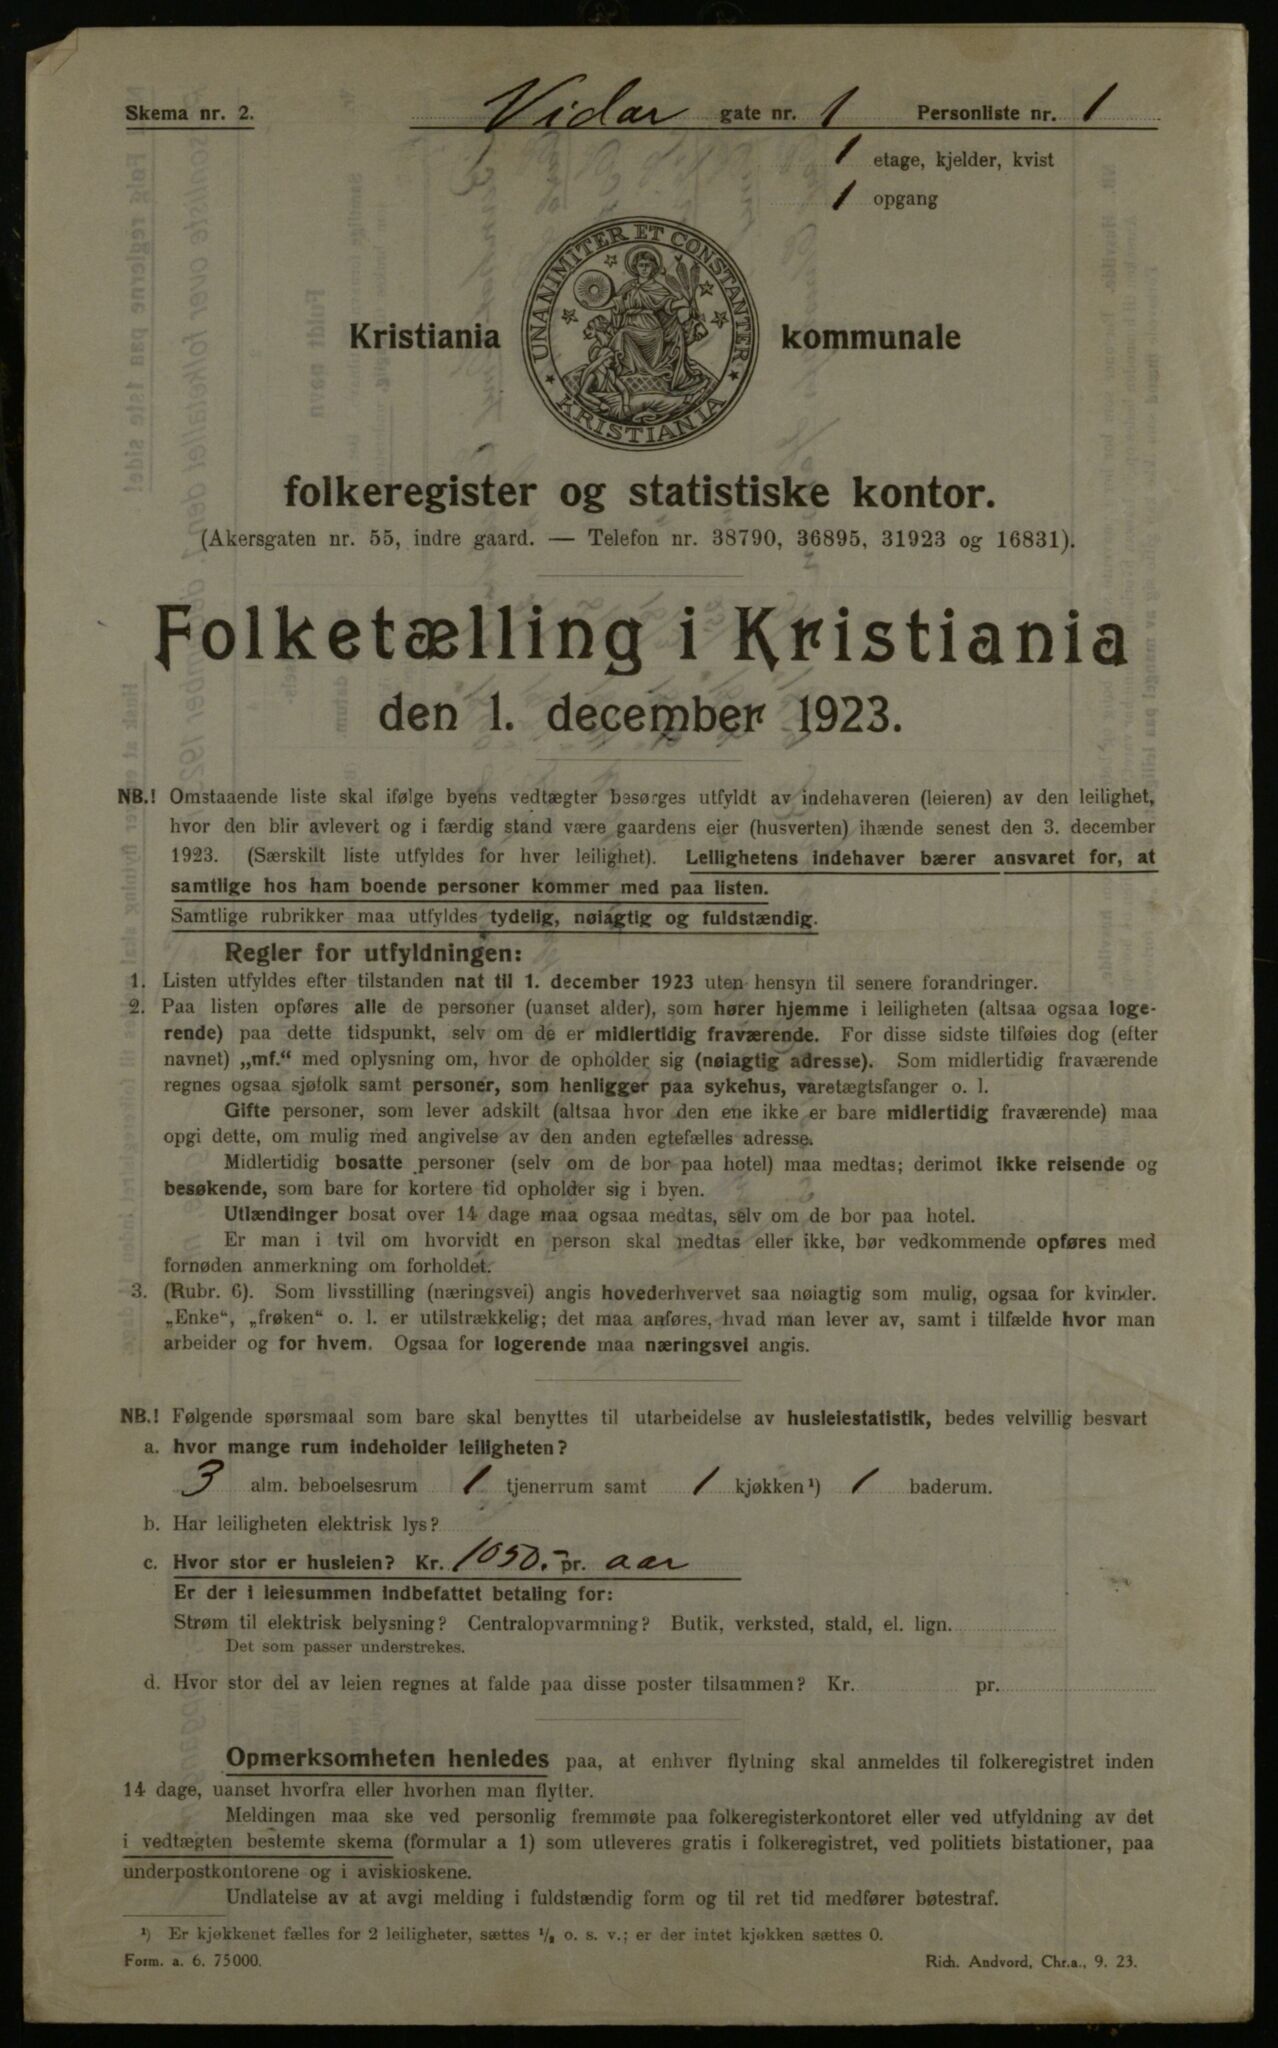 Skema nr. 2.
Vidar gate nr. 1 Personliste nr. 1
1 etage, kjelder, kvist
1 opgang
UNANIMITER ET CONSTANTER
KRISTIANIA
Kristiania kommunale
folkeregister og statistiske kontor.
(Akersgaten nr. 55, indre gaard. — Telefon nr. 38790, 36895, 31923 og 16831).
Folketælling i Kristiania
den 1. december 1923.
NB.! Omstaaende liste skal ifølge byens vedtægter besørges utfyldt av indehaveren (leieren) av den leilighet,
hvor den blir avlevert og i færdig stand være gaardens eier (husverten) ihænde senest den 3. december
1923. (Særskilt liste utfyldes for hver leilighet). Leilighetens indehaver bærer ansvaret for, at
samtlige hos ham boende personer kommer med paa listen.
Samtlige rubrikker maa utfyldes tydelig, nøiagtig og fuldstændig.
Regler for utfyldningen:
1. Listen utfyldes efter tilstanden nat til 1. december 1923 uten hensyn til senere forandringer.
2. Paa listen opføres alle de personer (uanset alder), som hører hjemme i leiligheten (altsaa ogsaa loge-
rende) paa dette tidspunkt, selv om de er midlertidig fraværende. For disse sidste tilføies dog (efter
navnet) „mf.“ med oplysning om, hvor de opholder sig (nøiagtig adresse). Som midlertidig fraværende
regnes ogsaa sjøfolk samt personer, som henligger paa sykehus, varetægtsfanger o. l.
Gifte personer, som lever adskilt (altsaa hvor den ene ikke er bare midlertidig fraværende) maa
opgi dette, om mulig med angivelse av den anden egtefælles adresse.
Midlertidig bosatte personer (selv om de bor paa hotel) maa medtas; derimot ikke reisende og
besøkende, som bare for kortere tid opholder sig i byen.
Utlændinger bosat over 14 dage maa ogsaa medtas, selv om de bor paa hotel.
Er man i tvil om hvorvidt en person skal medtas eller ikke, bør vedkommende opføres med
fornøden anmerkning om forholdet.
3. (Rubr. 6). Som livsstilling (næringsvei) angis hovederhvervet saa nøiagtig som mulig, ogsaa for kvinder.
„Enke“, „frøken“ o. l. er utilstrækkelig; det maa anføres, hvad man lever av, samt i tilfælde hvor man
arbeider og for hvem. Ogsaa for logerende maa næringsvei angis.
NB.! Følgende spørsmaal som bare skal benyttes til utarbeidelse av husleiestatistik, bedes velvillig besvart
a. hvor mange rum indeholder leiligheten?
3 alm. beboelsesrum 1 tjenerrum samt 1 kjøkken¹) 1 baderum.
b. Har leiligheten elektrisk lys?
c. Hvor stor er husleien? Kr. 1050.- pr. aar
Er der i leiesummen indbefattet betaling for:
Strøm til elektrisk belysning? Centralopvarmning? Butik, verksted, stald, el. lign.
Det som passer understrekes.
d. Hvor stor del av leien regnes at falde paa disse poster tilsammen? Kr. pr.
Opmerksomheten henledes paa, at enhver flytning skal anmeldes til folkeregistret inden
14 dage, uanset hvorfra eller hvorhen man flytter.
Meldingen maa ske ved personlig fremmøte paa folkeregisterkontoret eller ved utfyldning av det
i vedtægten bestemte skema (formular a 1) som utleveres gratis i folkeregistret, ved politiets bistationer, paa
underpostkontorene og i aviskioskene.
Undlatelse av at avgi melding i fuldstændig form og til ret tid medfører bøtestraf.
¹) Er kjøkkenet fælles for 2 leiligheter, sættes ½ o. s. v.; er der intet kjøkken sættes 0.
Form. a. 6. 75000.
Rich. Andvord, Chr.a., 9. 23.